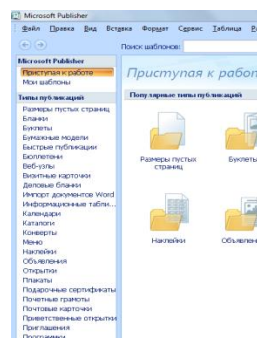 Microsoft Publisher
Файл Правка Вид Вставка Формат Сервис Таблица
Поиск шаблонов:
Microsoft Publisher
Приступая к работе
Мои шаблоны
Типы публикаций
Размеры пустых страниц
Бланки
Буклеты
Бумажные модели
Быстрые публикации
Бюллетени
Веб-узлы
Визитные карточки
Деловые бланки
Импорт документов Word
Информационные табли...
Календари
Каталоги
Конверты
Меню
Наклейки
Объявления
Открытки
Плакаты
Подарочные сертификаты
Почетные грамоты
Почтовые карточки
Приветственные открытки
Приглашения
Программки
Приступая к работ
Популярные типы публикаций
Размеры пустых
страниц
Буклеты
Наклейки
Объявлен